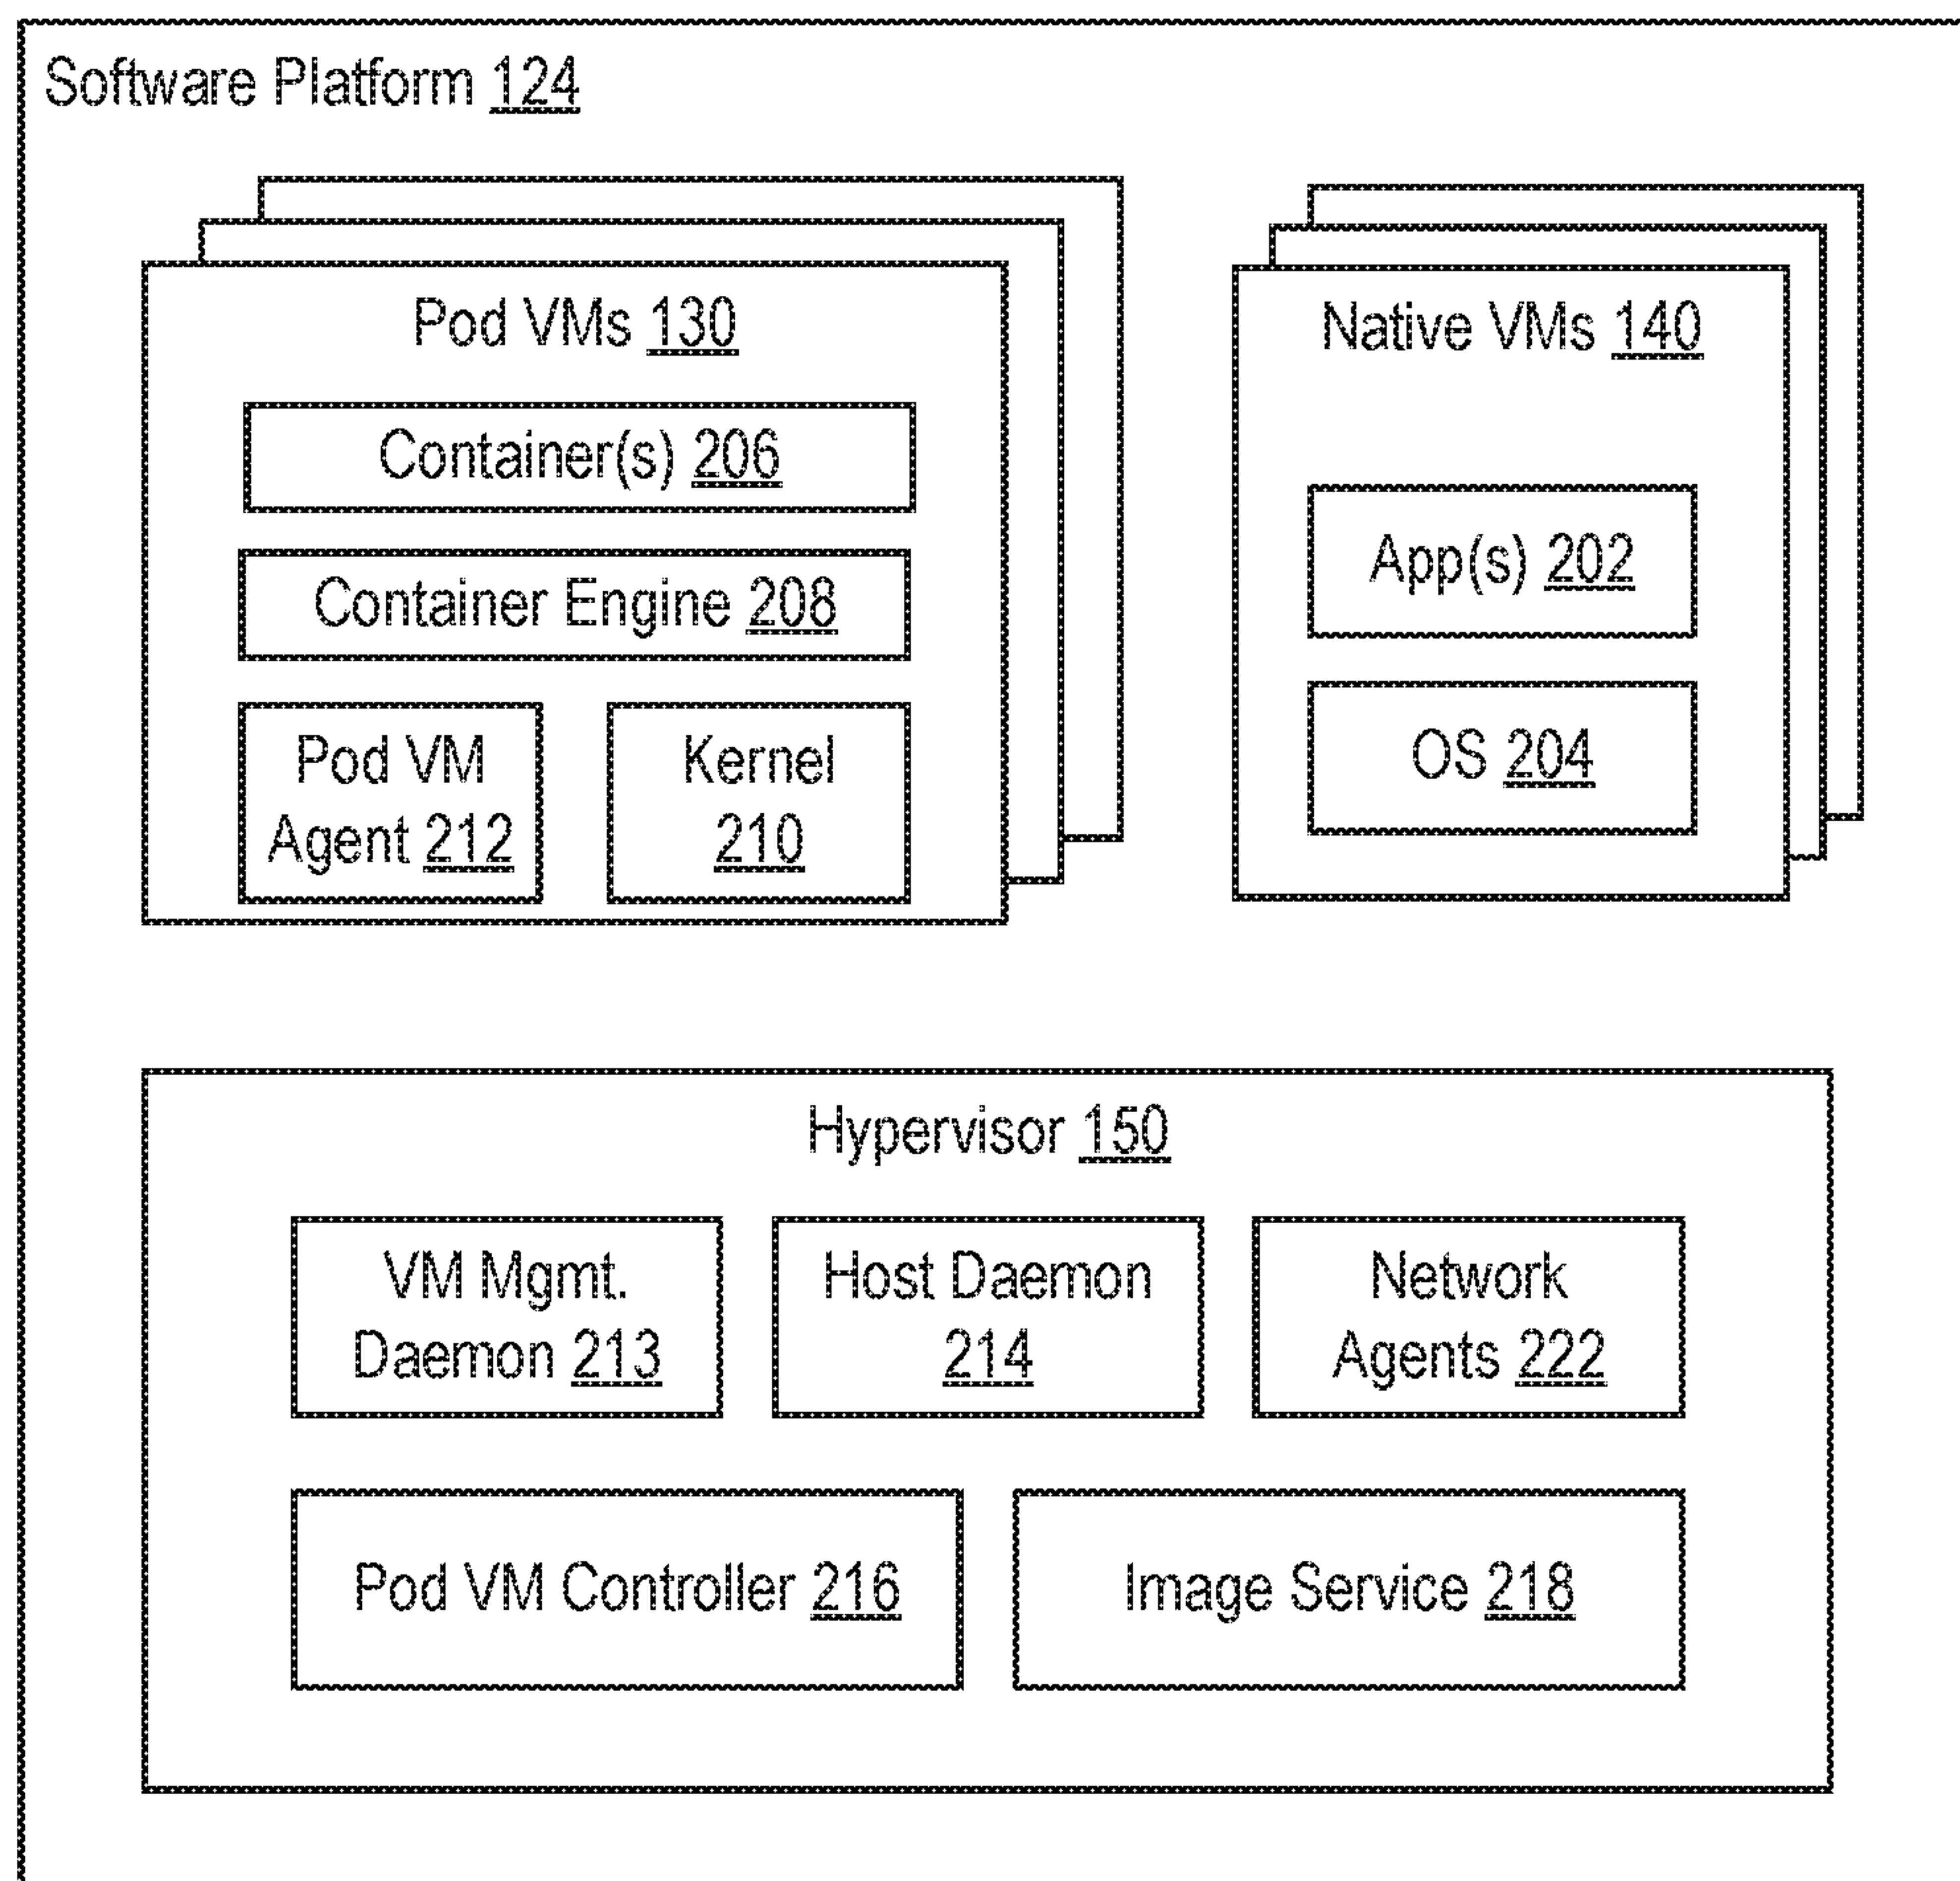 Software Platform 124
Pod VMs 130
Container(s) 206
Container Engine 208
Pod VM
Agent 212
Kernel
210
Native VMs 140
App(s) 202
OS 204
Hypervisor 150
VM Mgmt.
Daemon 213
Host Daemon
214
Network
Agents 222
Pod VM Controller 216
Image Service 218